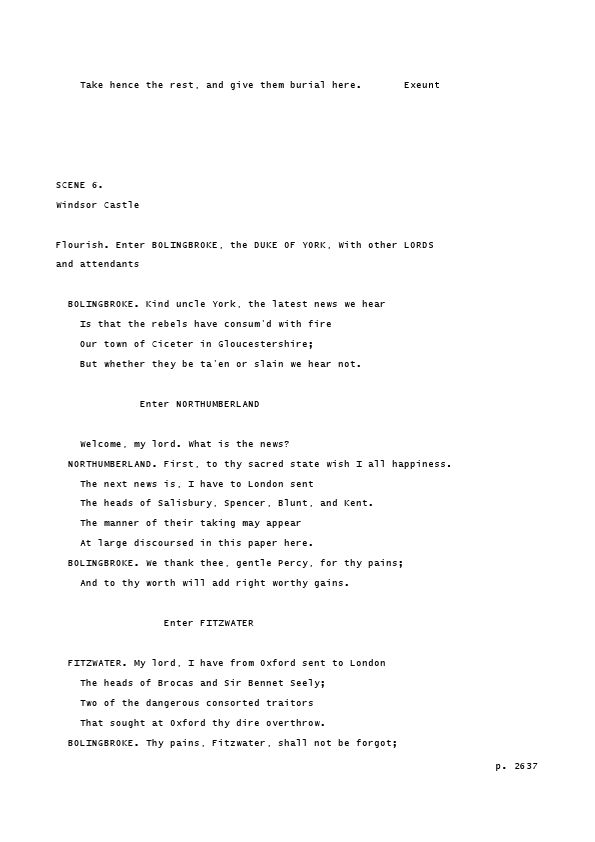 Take hence the rest, and give them burial here. Exeunt
SCENE 6.
Windsor Castle
Flourish. Enter BOLINGBROKE, the DUKE OF YORK, With other LORDS
and attendants
BOLINGBROKE. Kind uncle York, the latest news we hear
Is that the rebels have consum'd with fire
Our town of Ciceter in Gloucestershire;
But whether they be ta'en or slain we hear not.
Enter NORTHUMBERLAND
Welcome, my lord. What is the news?
NORTHUMBERLAND. First, to thy sacred state wish I all happiness.
The next news is, I have to London sent
The heads of Salisbury, Spencer, Blunt, and Kent.
The manner of their taking may appear
At large discoursed in this paper here.
BOLINGBROKE. We thank thee, gentle Percy, for thy pains;
And to thy worth will add right worthy gains.
Enter FITZWATER
FITZWATER. My lord, I have from Oxford sent to London
The heads of Brocas and Sir Bennet Seely;
Two of the dangerous consorted traitors
That sought at Oxford thy dire overthrow.
BOLINGBROKE. Thy pains, Fitzwater, shall not be forgot;
p. 2637